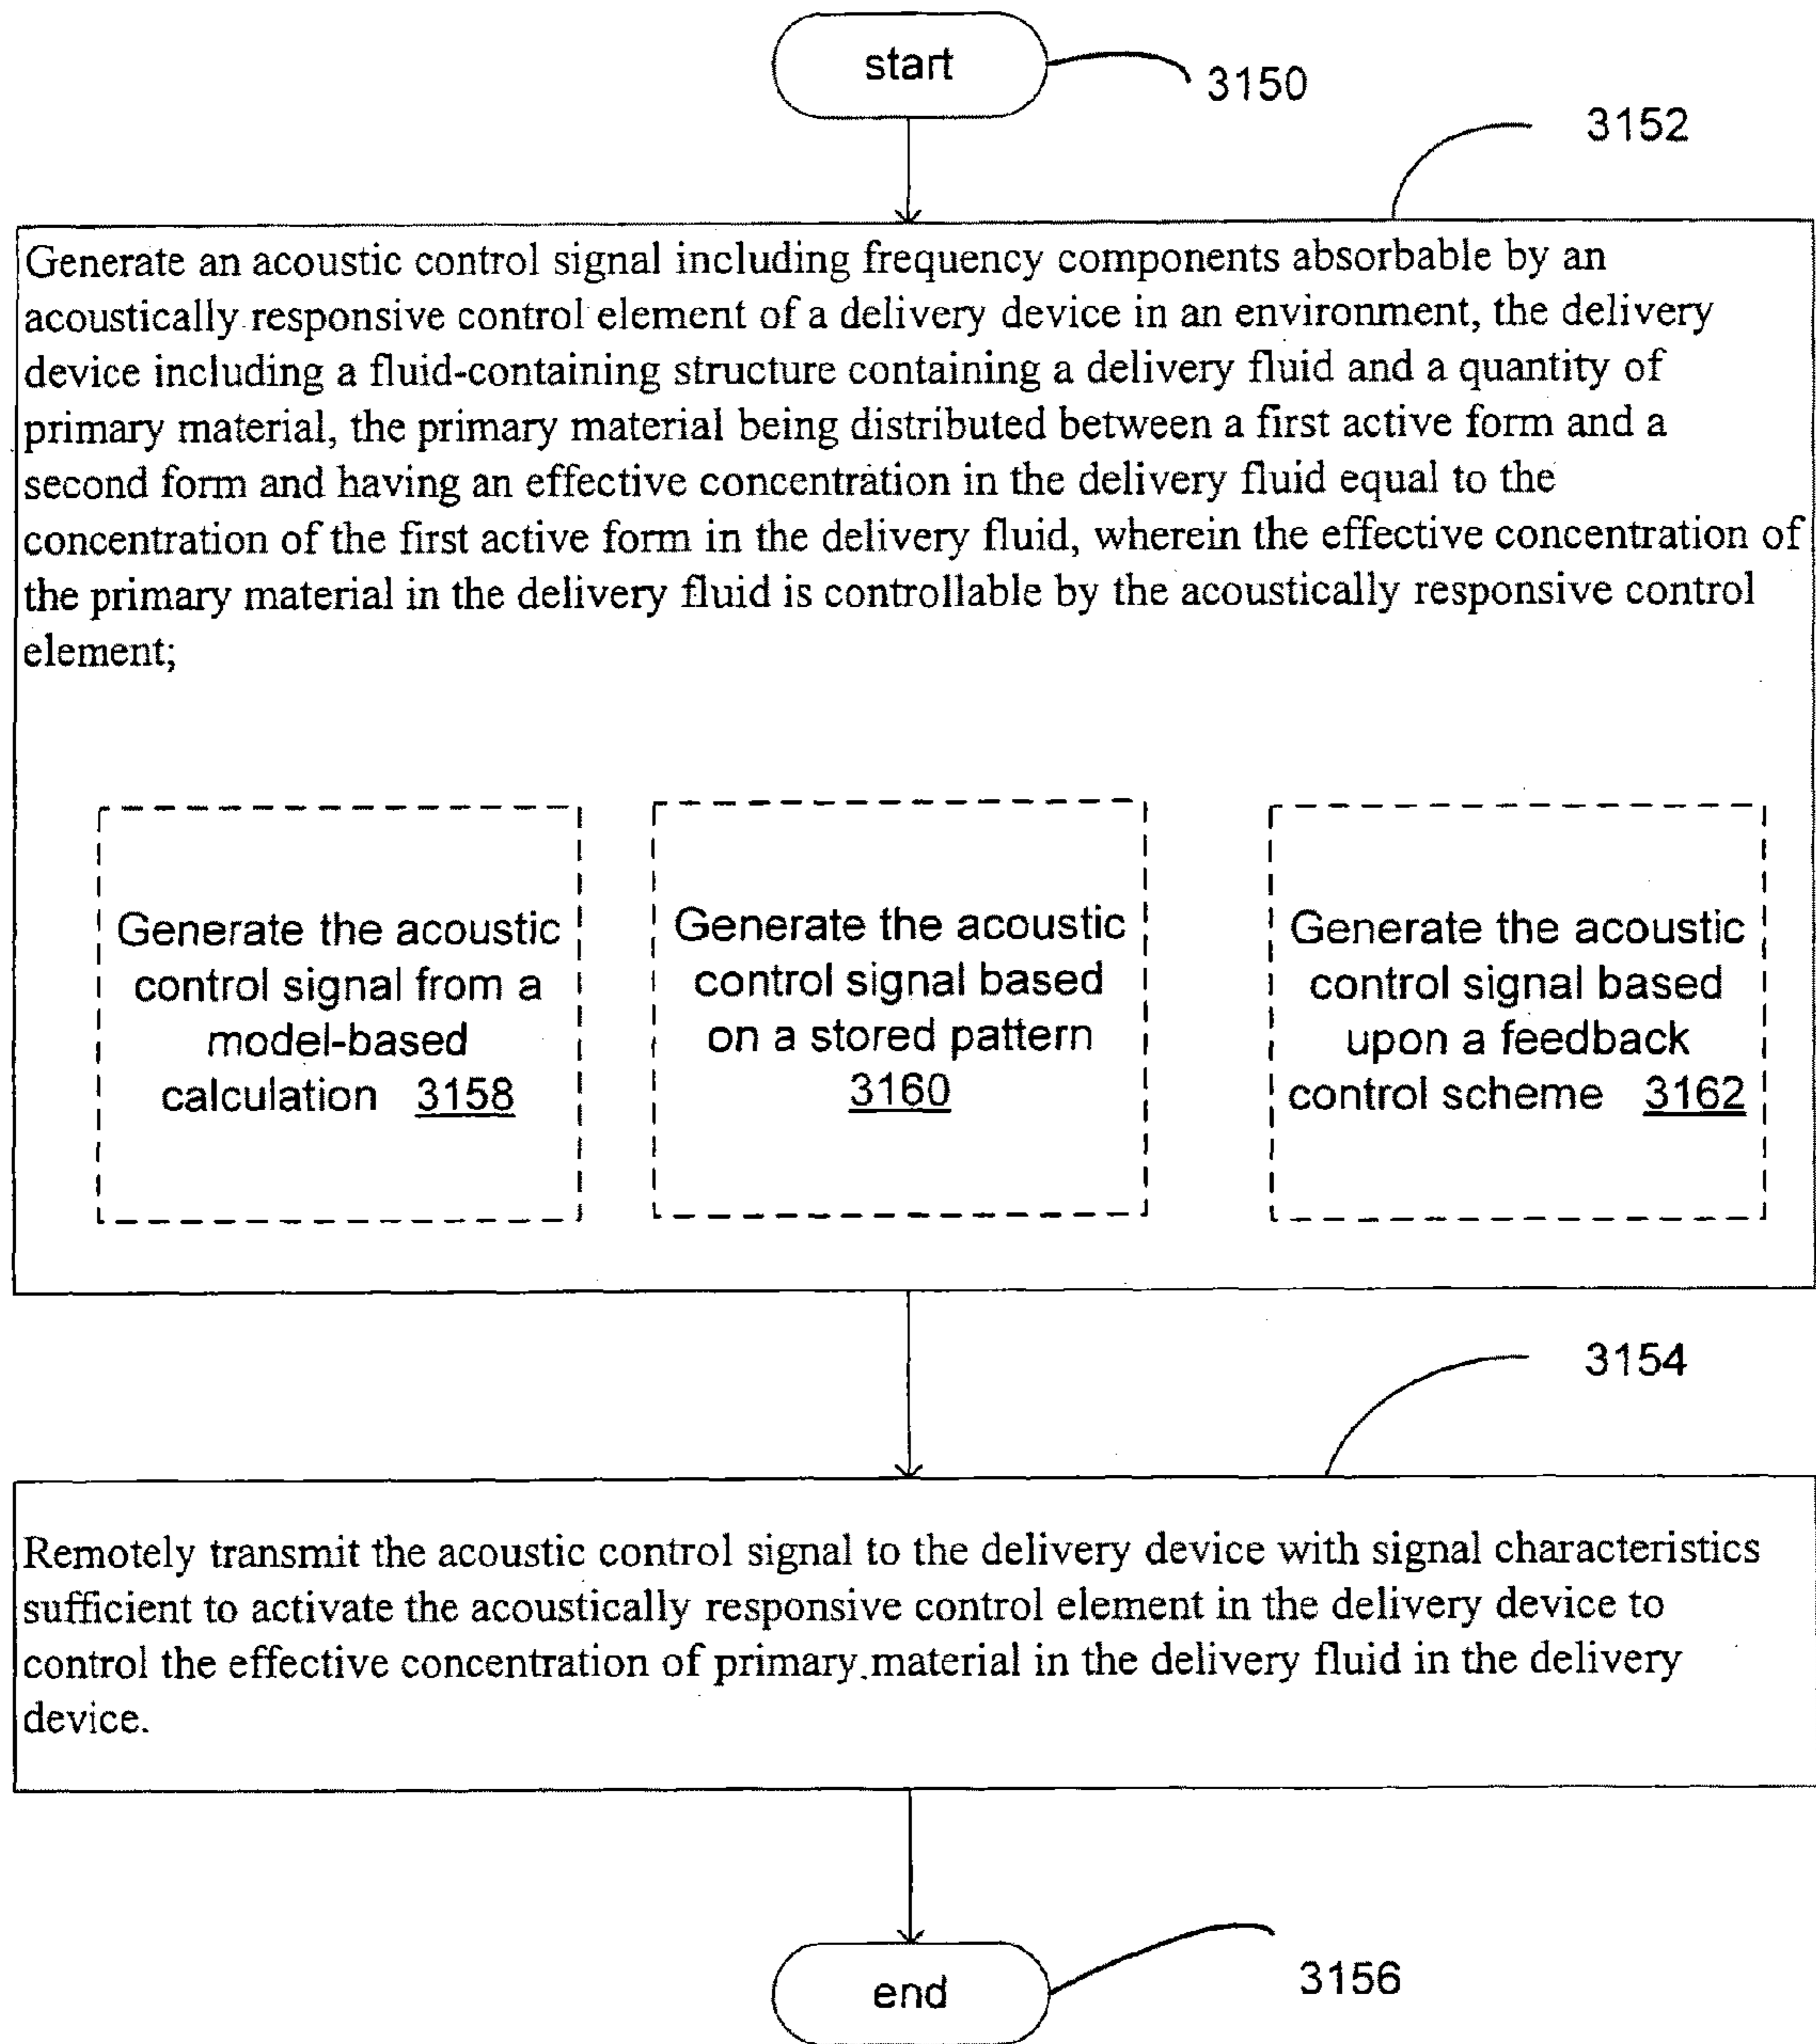 start
3150
3152
Generate an acoustic control signal including frequency components absorbable by an
acoustically responsive control element of a delivery device in an environment, the delivery
device including a fluid-containing structure containing a delivery fluid and a quantity of
primary material, the primary material being distributed between a first active form and a
second form and having an effective concentration in the delivery fluid equal to the
concentration of the first active form in the delivery fluid, wherein the effective concentration of
the primary material in the delivery fluid is controllable by the acoustically responsive control
element;
Generate the acoustic
control signal from a
model-based
calculation 3158
Generate the acoustic
control signal based
on a stored pattern
3160
Generate the acoustic
control signal based
upon a feedback
control scheme 3162
3154
Remotely transmit the acoustic control signal to the delivery device with signal characteristics
sufficient to activate the acoustically responsive control element in the delivery device to
control the effective concentration of primary material in the delivery fluid in the delivery
device.
end
3156